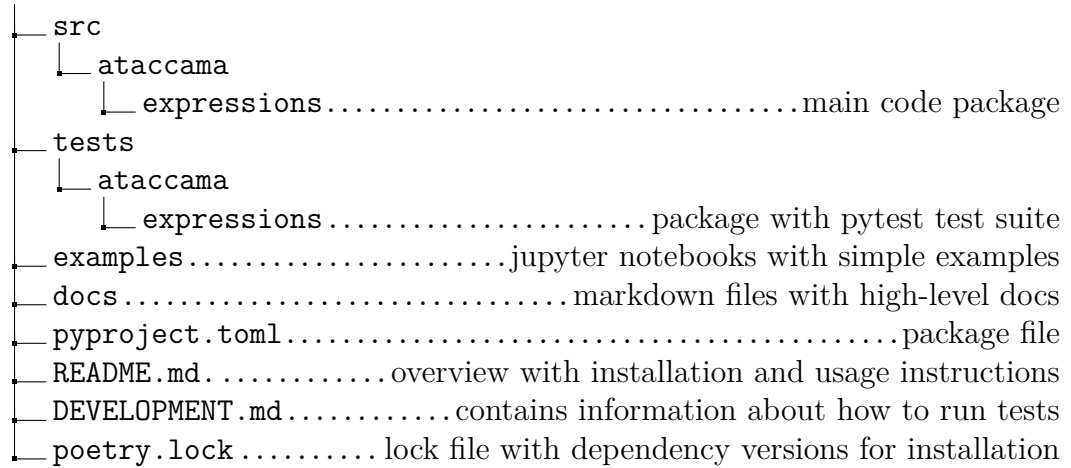 src
ataccama
expressions..................................main code package
tests
ataccama
expressions.......................package with pytest test suite
examples.......................jupyter notebooks with simple examples
docs................................markdown files with high-level docs
pyproject.toml............................................package file
README.md.............overview with installation and usage instructions
DEVELOPMENT.md............contains information about how to run tests
poetry.lock..........lock file with dependency versions for installation